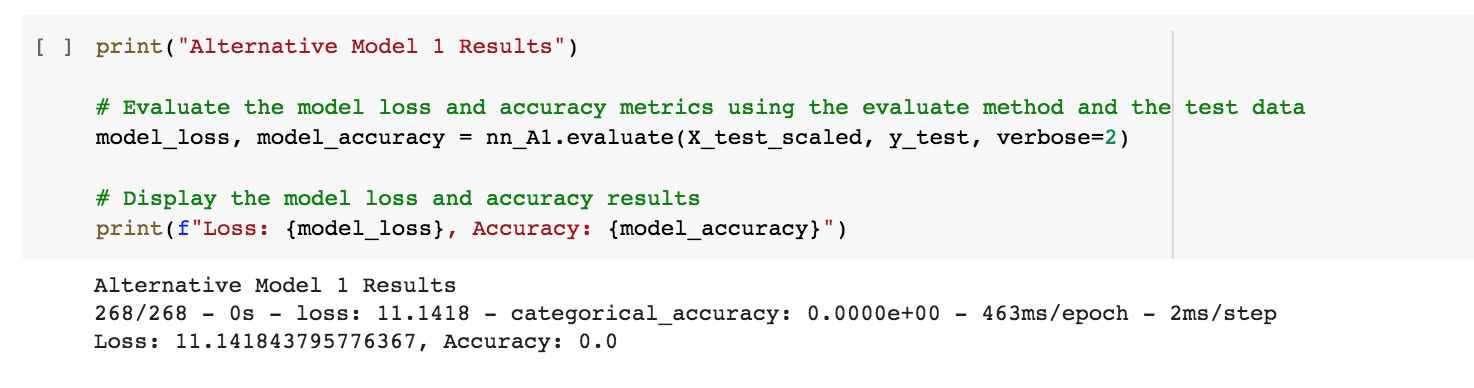 [ ] print("Alternative Model 1 Results")
# Evaluate the model loss and accuracy metrics using the evaluate method and the test data
model_loss, model_accuracy = nn_A1.evaluate(X_test_scaled, y_test, verbose=2)
# Display the model loss and accuracy results
print(f"Loss: {model_loss}, Accuracy: {model_accuracy}")
Alternative Model 1 Results
268/268 - 0s - loss: 11.1418 - categorical_accuracy: 0.0000e+00 - 463ms/epoch - 2ms/step
Loss: 11.141843795776367, Accuracy: 0.0